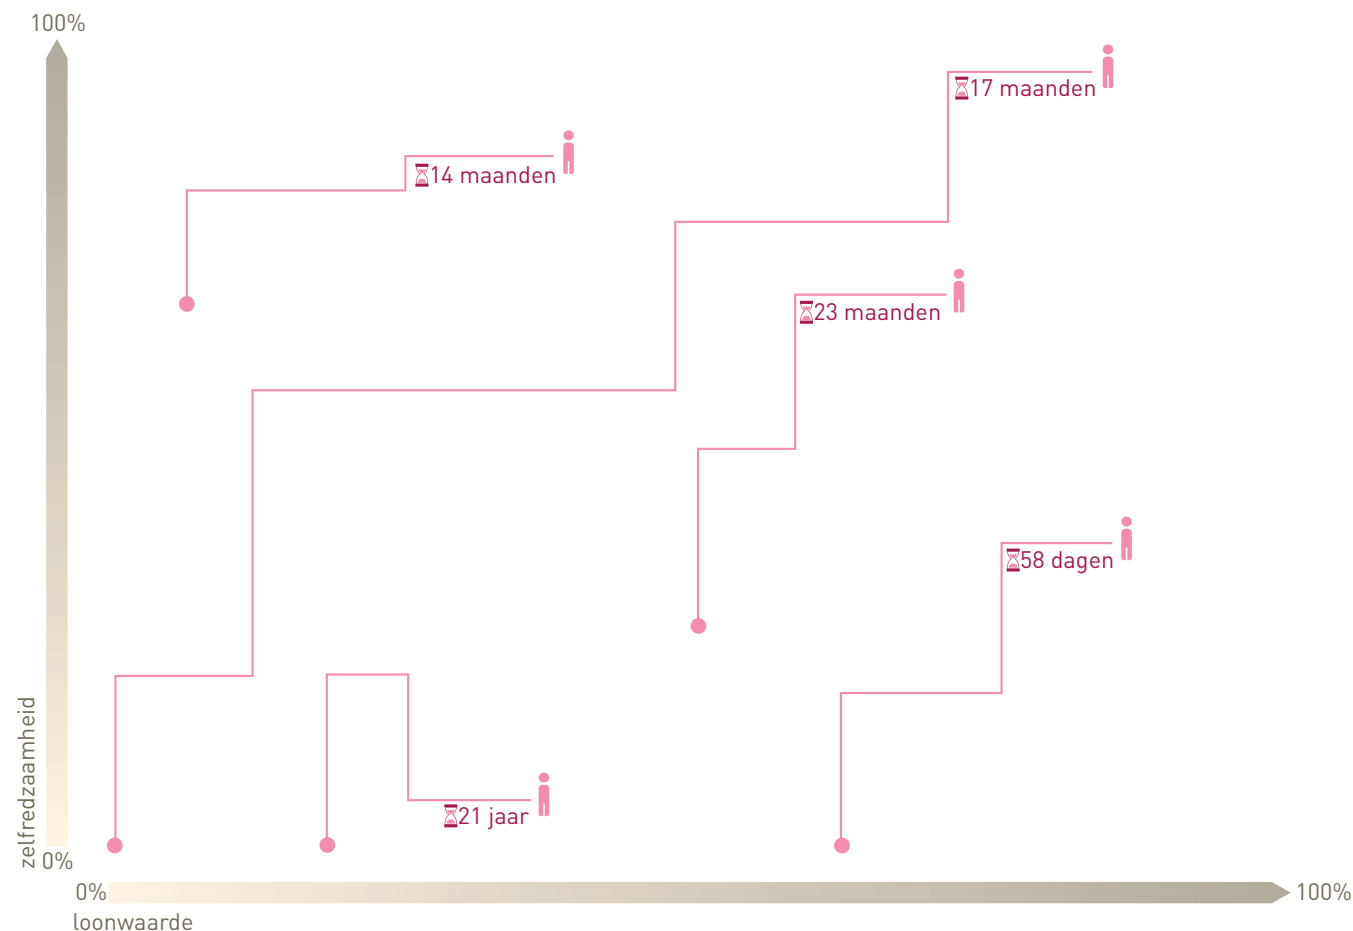 100%
17 maanden
14 maanden
23 maanden
58 dagen
21 jaar
zelfredzaamheid
0%
0%
100%
loonwaarde